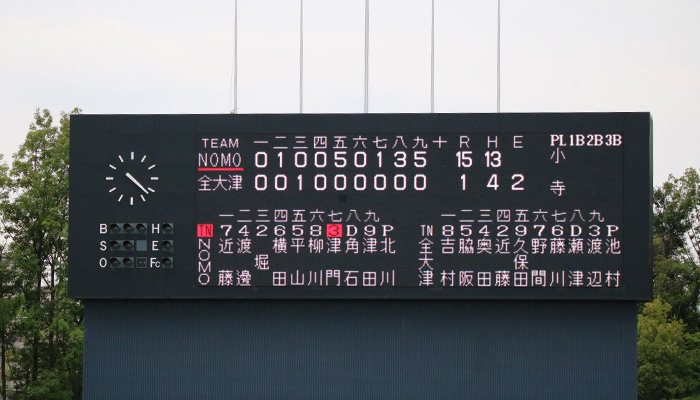 TEAM 一二三四五六七八九十 R H E PL1B2B3B
NOMO 0 1 0 0 5 0 1 3 5 15 13 小
全大津 0 0 1 0 0 0 0 0 0 1 4 2 寺
一二三四五六七八九 一二三四五六七八九
TN 7 4 2 6 5 8 3 D 9 P TN 8 5 4 2 9 7 6 D 3 P
NOMO 近藤 渡邊 堀 横田 平山 柳川 津門 角石 津田 北川
全大津 吉村 脇阪 奥田 近藤 久保田 野間 藤川 瀬津 渡辺 池村
B H
S E
O Fc